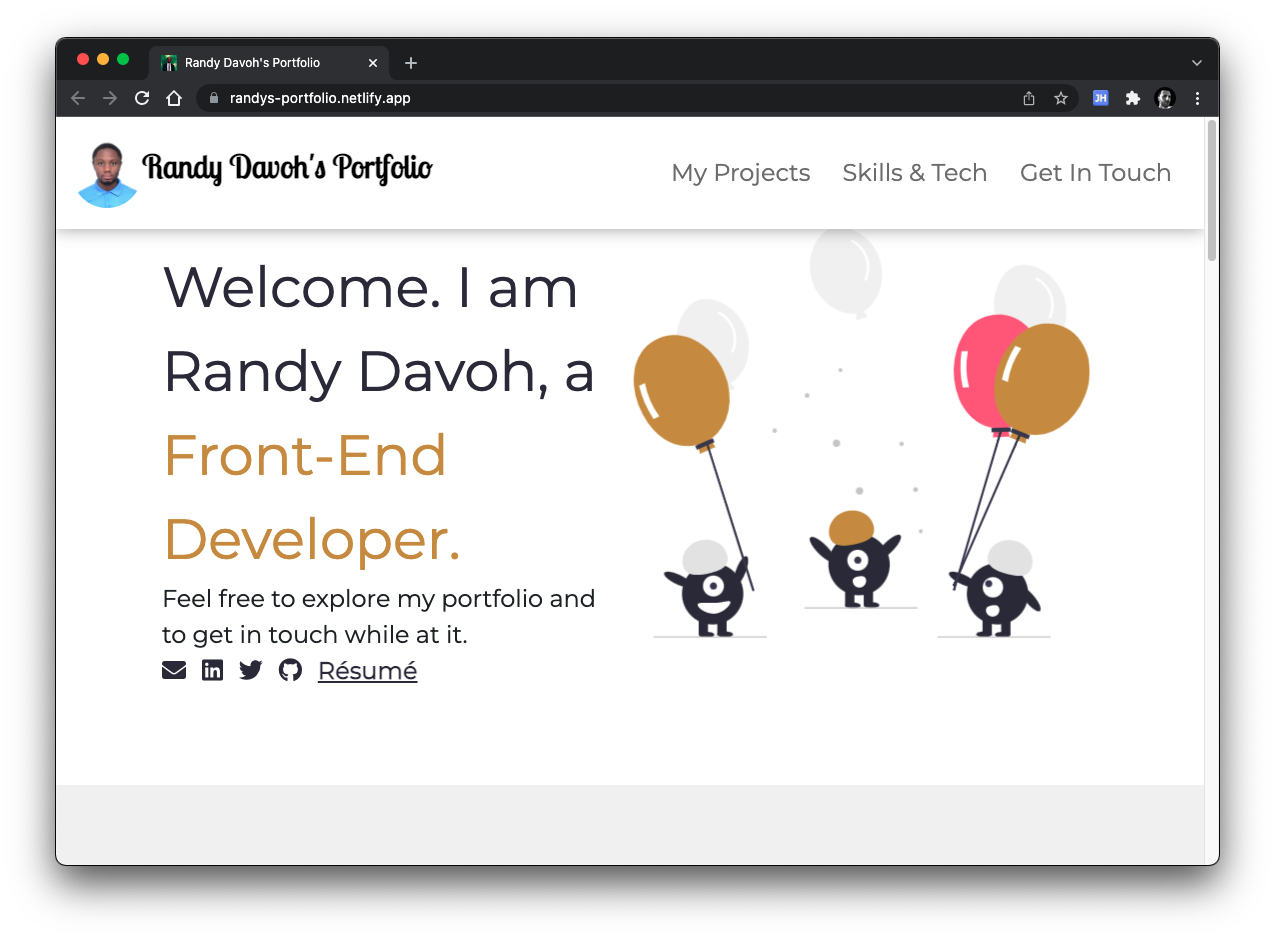 Randy Davoh's Portfolio
randys-portfolio.netlify.app
JH
Randy Davoh's Portfolio
My Projects
Skills & Tech
Get In Touch
Welcome. I am
Randy Davoh, a
Front-End
Developer.
Feel free to explore my portfolio and
to get in touch while at it.
in
Résumé